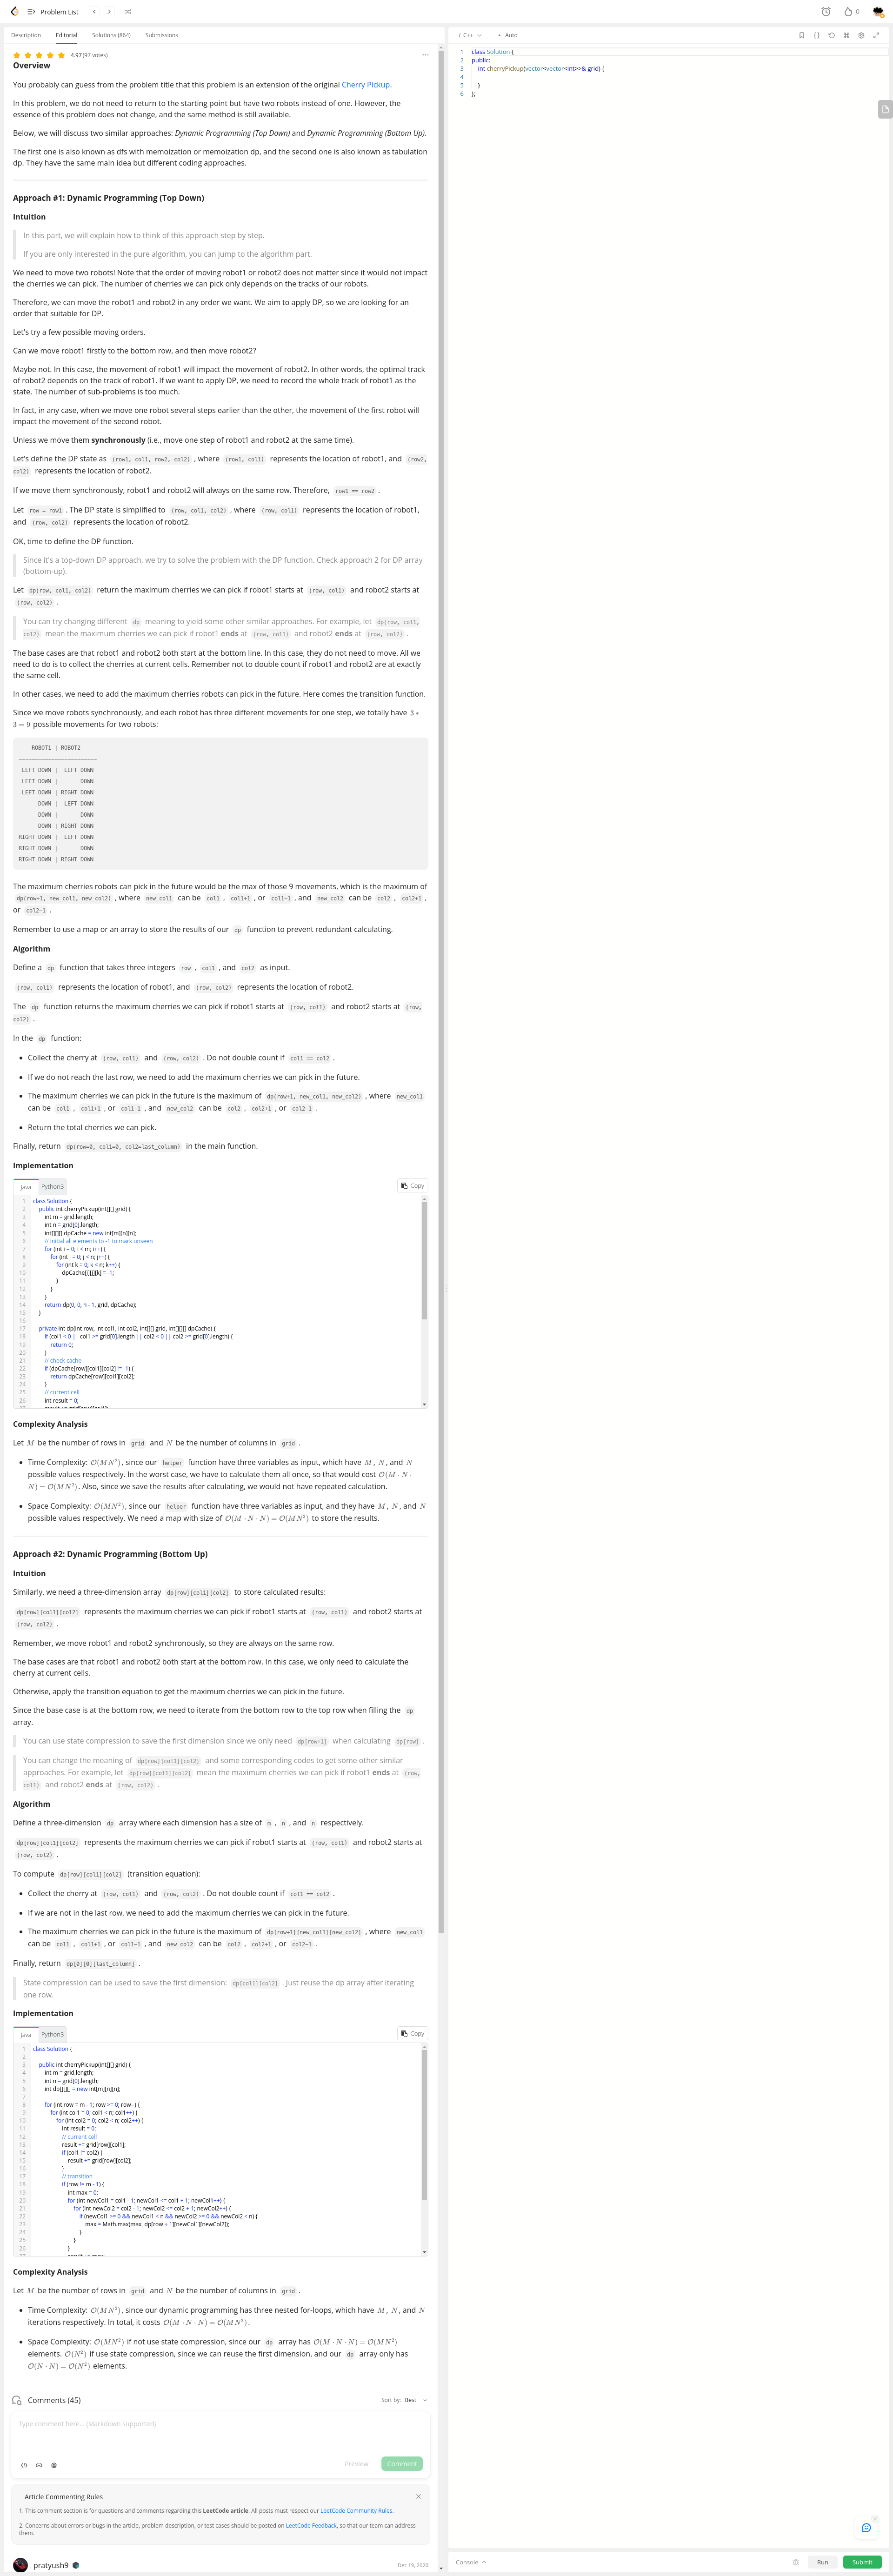 Problem List
0
Description Editorial Solutions (864) Submissions
4.97 (97 votes)
Overview
You probably can guess from the problem title that this problem is an extension of the original Cherry Pickup.
In this problem, we do not need to return to the starting point but have two robots instead of one. However, the
essence of this problem does not change, and the same method is still available.
Below, we will discuss two similar approaches: Dynamic Programming (Top Down) and Dynamic Programming (Bottom Up).
The first one is also known as dfs with memoization or memoization dp, and the second one is also known as tabulation
dp. They have the same main idea but different coding approaches.
Approach #1: Dynamic Programming (Top Down)
Intuition
In this part, we will explain how to think of this approach step by step.
If you are only interested in the pure algorithm, you can jump to the algorithm part.
We need to move two robots! Note that the order of moving robot1 or robot2 does not matter since it would not impact
the cherries we can pick. The number of cherries we can pick only depends on the tracks of our robots.
Therefore, we can move the robot1 and robot2 in any order we want. We aim to apply DP, so we are looking for an
order that suitable for DP.
Let's try a few possible moving orders.
Can we move robot1 firstly to the bottom row, and then move robot2?
Maybe not. In this case, the movement of robot1 will impact the movement of robot2. In other words, the optimal track
of robot2 depends on the track of robot1. If we want to apply DP, we need to record the whole track of robot1 as the
state. The number of sub-problems is too much.
In fact, in any case, when we move one robot several steps earlier than the other, the movement of the first robot will
impact the movement of the second robot.
Unless we move them synchronously (i.e., move one step of robot1 and robot2 at the same time).
Let's define the DP state as (row1, col1, row2, col2) , where (row1, col1) represents the location of robot1, and (row2,
col2) represents the location of robot2.
If we move them synchronously, robot1 and robot2 will always on the same row. Therefore, row1 == row2 .
Let row = row1 . The DP state is simplified to (row, col1, col2) , where (row, col1) represents the location of robot1,
and (row, col2) represents the location of robot2.
OK, time to define the DP function.
Since it's a top-down DP approach, we try to solve the problem with the DP function. Check approach 2 for DP array
(bottom-up).
Let dp(row, col1, col2) return the maximum cherries we can pick if robot1 starts at (row, col1) and robot2 starts at
(row, col2) .
You can try changing different dp meaning to yield some other similar approaches. For example, let dp(row, col1,
col2) mean the maximum cherries we can pick if robot1 ends at (row, col1) and robot2 ends at (row, col2) .
The base cases are that robot1 and robot2 both start at the bottom line. In this case, they do not need to move. All we
need to do is to collect the cherries at current cells. Remember not to double count if robot1 and robot2 are at exactly
the same cell.
In other cases, we need to add the maximum cherries robots can pick in the future. Here comes the transition function.
Since we move robots synchronously, and each robot has three different movements for one step, we totally have 3 *
3 = 9 possible movements for two robots:
ROBOT1 | ROBOT2
LEFT DOWN | LEFT DOWN
LEFT DOWN | DOWN
LEFT DOWN | RIGHT DOWN
DOWN | LEFT DOWN
DOWN | DOWN
DOWN | RIGHT DOWN
RIGHT DOWN | LEFT DOWN
RIGHT DOWN | DOWN
RIGHT DOWN | RIGHT DOWN
The maximum cherries robots can pick in the future would be the max of those 9 movements, which is the maximum of
dp(row+1, new_col1, new_col2) , where new_col1 can be col1 , col1+1 , or col1-1 , and new_col2 can be col2 , col2+1 ,
or col2-1 .
Remember to use a map or an array to store the results of our dp function to prevent redundant calculating.
Algorithm
Define a dp function that takes three integers row , col1 , and col2 as input.
(row, col1) represents the location of robot1, and (row, col2) represents the location of robot2.
The dp function returns the maximum cherries we can pick if robot1 starts at (row, col1) and robot2 starts at (row,
col2) .
In the dp function:
• Collect the cherry at (row, col1) and (row, col2) . Do not double count if col1 == col2 .
• If we do not reach the last row, we need to add the maximum cherries we can pick in the future.
• The maximum cherries we can pick in the future is the maximum of dp(row+1, new_col1, new_col2) , where new_col1
can be col1 , col1+1 , or col1-1 , and new_col2 can be col2 , col2+1 , or col2-1 .
• Return the total cherries we can pick.
Finally, return dp(row=0, col1=0, col2=last_column) in the main function.
Implementation
Java Python3 Copy
1 class Solution {
2 public int cherryPickup(int[][] grid) {
3 int m = grid.length;
4 int n = grid[0].length;
5 int[][][] dpCache = new int[m][n][n];
6 // initial all elements to -1 to mark unseen
7 for (int i = 0; i < m; i++) {
8 for (int j = 0; j < n; j++) {
9 for (int k = 0; k < n; k++) {
10 dpCache[i][j][k] = -1;
11 }
12 }
13 }
14 return dp(0, 0, n - 1, grid, dpCache);
15 }
16
17 private int dp(int row, int col1, int col2, int[][] grid, int[][][] dpCache) {
18 if (col1 < 0 || col1 >= grid[0].length || col2 < 0 || col2 >= grid[0].length) {
19 return 0;
20 }
21 // check cache
22 if (dpCache[row][col1][col2] != -1) {
23 return dpCache[row][col1][col2];
24 }
25 // current cell
26 int result = 0;
Complexity Analysis
Let M be the number of rows in grid and N be the number of columns in grid .
• Time Complexity: O(MN²), since our helper function have three variables as input, which have M, N, and N
possible values respectively. In the worst case, we have to calculate them all once, so that would cost O(M · N ·
N) = O(MN²). Also, since we save the results after calculating, we would not have repeated calculation.
• Space Complexity: O(MN²), since our helper function have three variables as input, and they have M, N, and N
possible values respectively. We need a map with size of O(M · N · N) = O(MN²) to store the results.
Approach #2: Dynamic Programming (Bottom Up)
Intuition
Similarly, we need a three-dimension array dp[row][col1][col2] to store calculated results:
dp[row][col1][col2] represents the maximum cherries we can pick if robot1 starts at (row, col1) and robot2 starts at
(row, col2) .
Remember, we move robot1 and robot2 synchronously, so they are always on the same row.
The base cases are that robot1 and robot2 both start at the bottom row. In this case, we only need to calculate the
cherry at current cells.
Otherwise, apply the transition equation to get the maximum cherries we can pick in the future.
Since the base case is at the bottom row, we need to iterate from the bottom row to the top row when filling the dp
array.
You can use state compression to save the first dimension since we only need dp[row+1] when calculating dp[row] .
You can change the meaning of dp[row][col1][col2] and some corresponding codes to get some other similar
approaches. For example, let dp[row][col1][col2] mean the maximum cherries we can pick if robot1 ends at (row,
col1) and robot2 ends at (row, col2) .
Algorithm
Define a three-dimension dp array where each dimension has a size of m , n , and n respectively.
dp[row][col1][col2] represents the maximum cherries we can pick if robot1 starts at (row, col1) and robot2 starts at
(row, col2) .
To compute dp[row][col1][col2] (transition equation):
• Collect the cherry at (row, col1) and (row, col2) . Do not double count if col1 == col2 .
• If we are not in the last row, we need to add the maximum cherries we can pick in the future.
• The maximum cherries we can pick in the future is the maximum of dp[row+1][new_col1][new_col2] , where new_col1
can be col1 , col1+1 , or col1-1 , and new_col2 can be col2 , col2+1 , or col2-1 .
Finally, return dp[0][0][last_column] .
State compression can be used to save the first dimension: dp[col1][col2] . Just reuse the dp array after iterating
one row.
Implementation
Java Python3 Copy
1 class Solution {
2
3 public int cherryPickup(int[][] grid) {
4 int m = grid.length;
5 int n = grid[0].length;
6 int dp[][][] = new int[m][n][n];
7
8 for (int row = m - 1; row >= 0; row--) {
9 for (int col1 = 0; col1 < n; col1++) {
10 for (int col2 = 0; col2 < n; col2++) {
11 int result = 0;
12 // current cell
13 result += grid[row][col1];
14 if (col1 != col2) {
15 result += grid[row][col2];
16 }
17 // transition
18 if (row != m - 1) {
19 int max = 0;
20 for (int newCol1 = col1 - 1; newCol1 <= col1 + 1; newCol1++) {
21 for (int newCol2 = col2 - 1; newCol2 <= col2 + 1; newCol2++) {
22 if (newCol1 >= 0 && newCol1 < n && newCol2 >= 0 && newCol2 < n) {
23 max = Math.max(max, dp[row + 1][newCol1][newCol2]);
24 }
25 }
26 }
Complexity Analysis
Let M be the number of rows in grid and N be the number of columns in grid .
• Time Complexity: O(MN²), since our dynamic programming has three nested for-loops, which have M, N, and N
iterations respectively. In total, it costs O(M · N · N) = O(MN²).
• Space Complexity: O(MN²) if not use state compression, since our dp array has O(M · N · N) = O(MN²)
elements. O(N²) if use state compression, since we can reuse the first dimension, and our dp array only has
O(N · N) = O(N²) elements.
Comments (45) Sort by: Best
Type comment here... (Markdown supported)
Preview Comment
Article Commenting Rules
1. This comment section is for questions and comments regarding this LeetCode article. All posts must respect our LeetCode Community Rules.
2. Concerns about errors or bugs in the article, problem description, or test cases should be posted on LeetCode Feedback, so that our team can address
them.
pratyush9 Dec 19, 2020
i C++ Auto
1 class Solution {
2 public:
3 int cherryPickup(vector<vector<int>>& grid) {
4
5 }
6 };
Console Run Submit